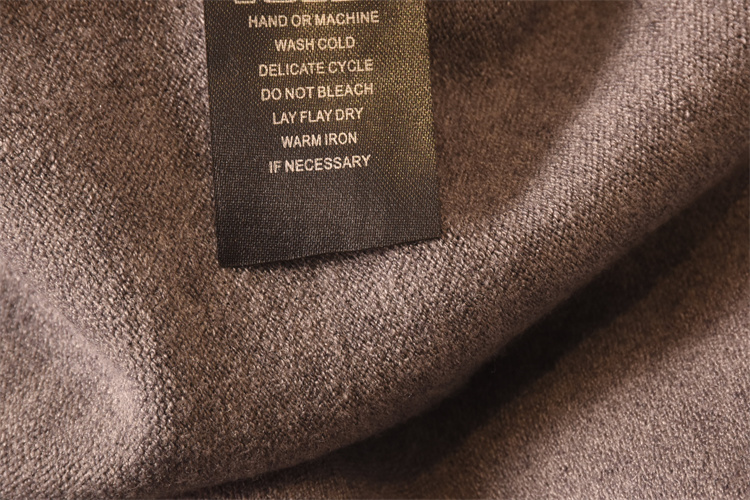 HAND OR MACHINE
WASH COLD
DELICATE CYCLE
DO NOT BLEACH
LAY FLAY DRY
WARM IRON
IF NECESSARY